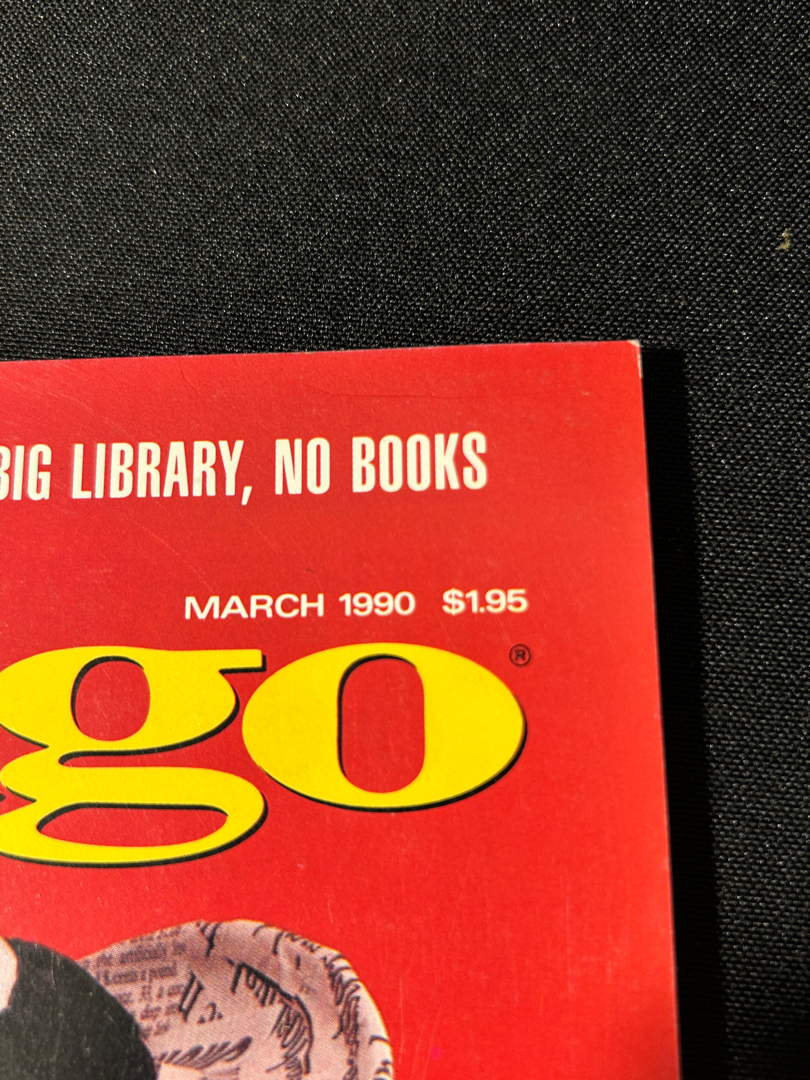 BIG LIBRARY, NO BOOKS
MARCH 1990 $1.95
go®